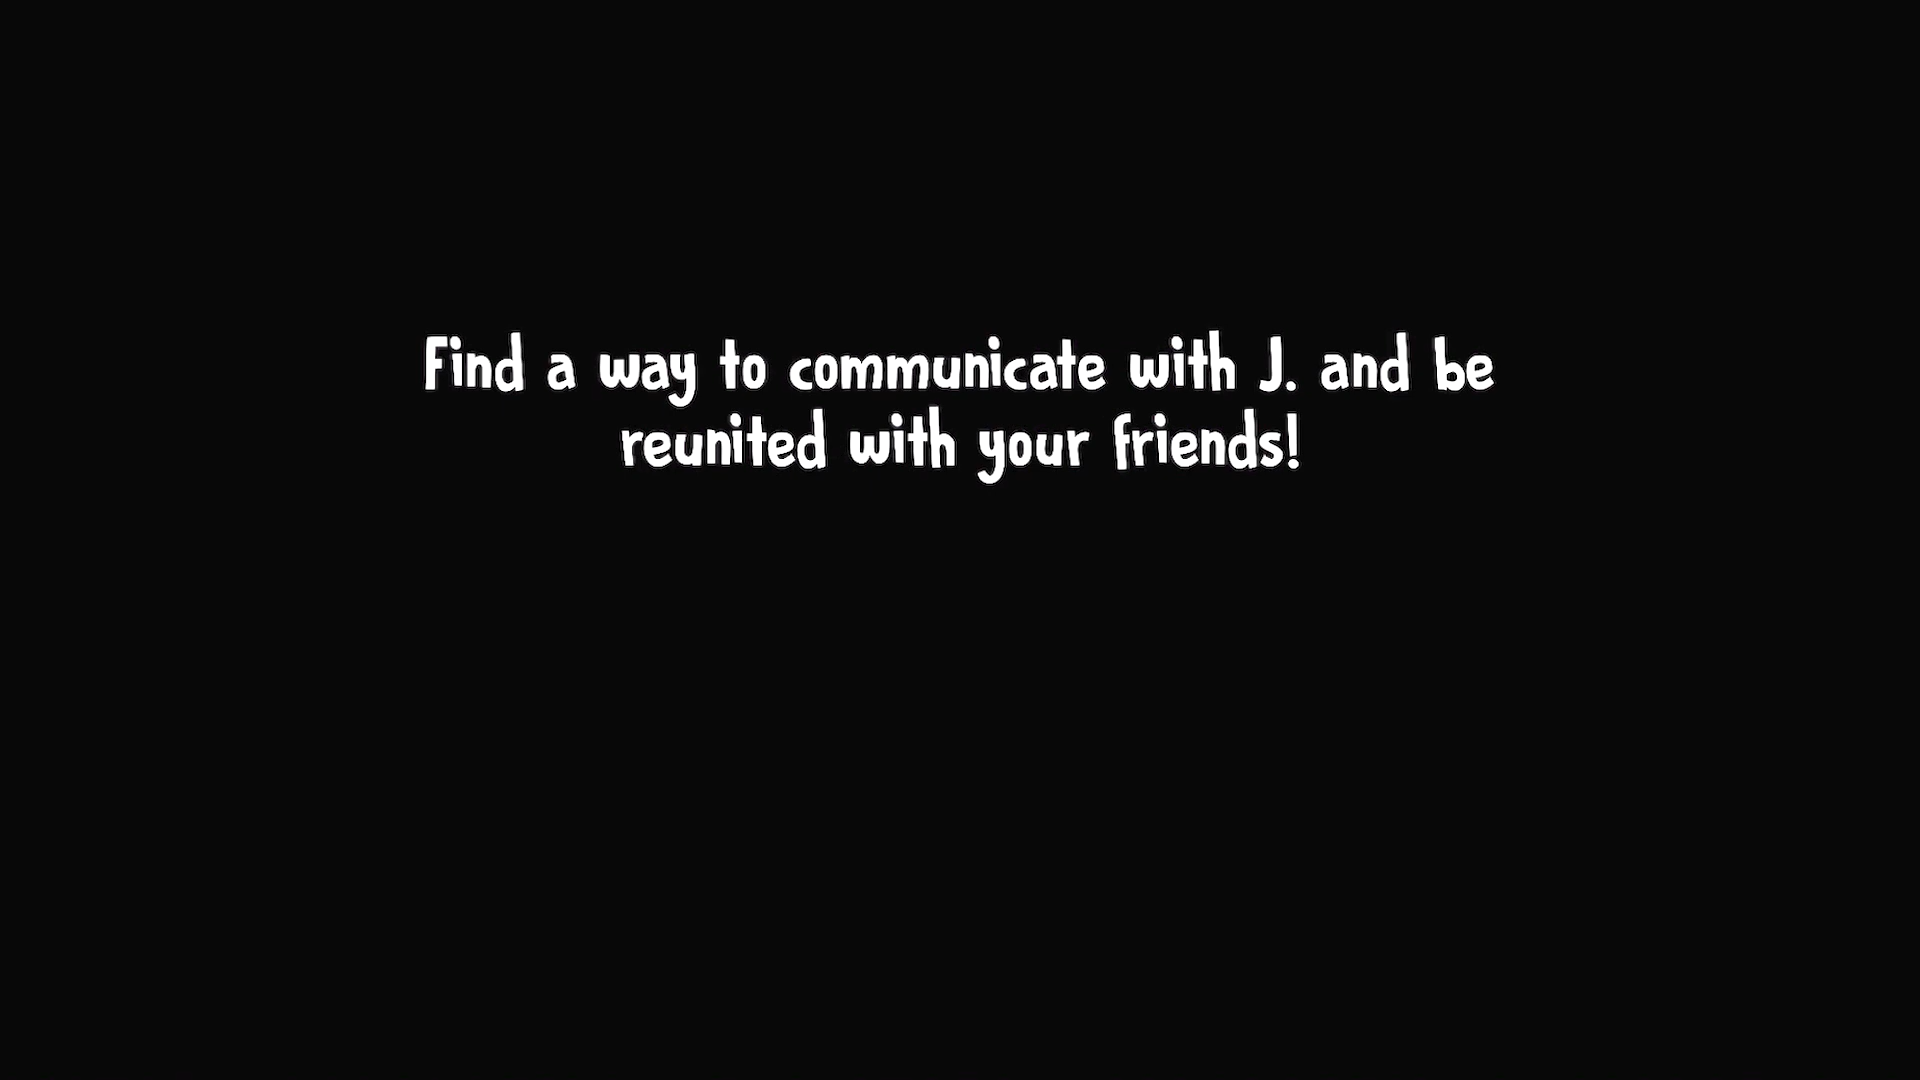 Find a way to communicate with J. and be
reunited with your friends!